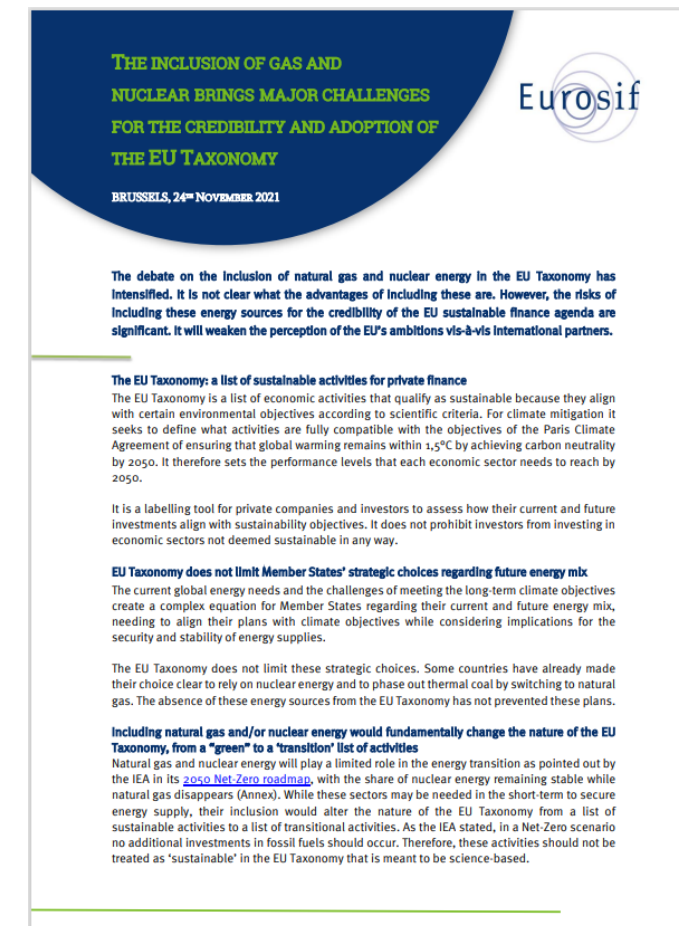 THE INCLUSION OF GAS AND
NUCLEAR BRINGS MAJOR CHALLENGES
FOR THE CREDIBILITY AND ADOPTION OF
THE EU TAXONOMY
BRUSSELS, 24TH NOVEMBER 2021
Eurosif
The debate on the inclusion of natural gas and nuclear energy in the EU Taxonomy has
intensified. It is not clear what the advantages of including these are. However, the risks of
including these energy sources for the credibility of the EU sustainable finance agenda are
significant. It will weaken the perception of the EU's ambitions vis-à-vis international partners.
The EU Taxonomy: a list of sustainable activities for private finance
The EU Taxonomy is a list of economic activities that qualify as sustainable because they align
with certain environmental objectives according to scientific criteria. For climate mitigation it
seeks to define what activities are fully compatible with the objectives of the Paris Climate
Agreement of ensuring that global warming remains within 1,5°C by achieving carbon neutrality
by 2050. It therefore sets the performance levels that each economic sector needs to reach by
2050.
It is a labelling tool for private companies and investors to assess how their current and future
investments align with sustainability objectives. It does not prohibit investors from investing in
economic sectors not deemed sustainable in any way.
EU Taxonomy does not limit Member States' strategic choices regarding future energy mix
The current global energy needs and the challenges of meeting the long-term climate objectives
create a complex equation for Member States regarding their current and future energy mix,
needing to align their plans with climate objectives while considering implications for the
security and stability of energy supplies.
The EU Taxonomy does not limit these strategic choices. Some countries have already made
their choice clear to rely on nuclear energy and to phase out thermal coal by switching to natural
gas. The absence of these energy sources from the EU Taxonomy has not prevented these plans.
Including natural gas and/or nuclear energy would fundamentally change the nature of the EU
Taxonomy, from a "green" to a 'transition' list of activities
Natural gas and nuclear energy will play a limited role in the energy transition as pointed out by
the IEA in its 2050 Net-Zero roadmap, with the share of nuclear energy remaining stable while
natural gas disappears (Annex). While these sectors may be needed in the short-term to secure
energy supply, their inclusion would alter the nature of the EU Taxonomy from a list of
sustainable activities to a list of transitional activities. As the IEA stated, in a Net-Zero scenario
no additional investments in fossil fuels should occur. Therefore, these activities should not be
treated as 'sustainable' in the EU Taxonomy that is meant to be science-based.